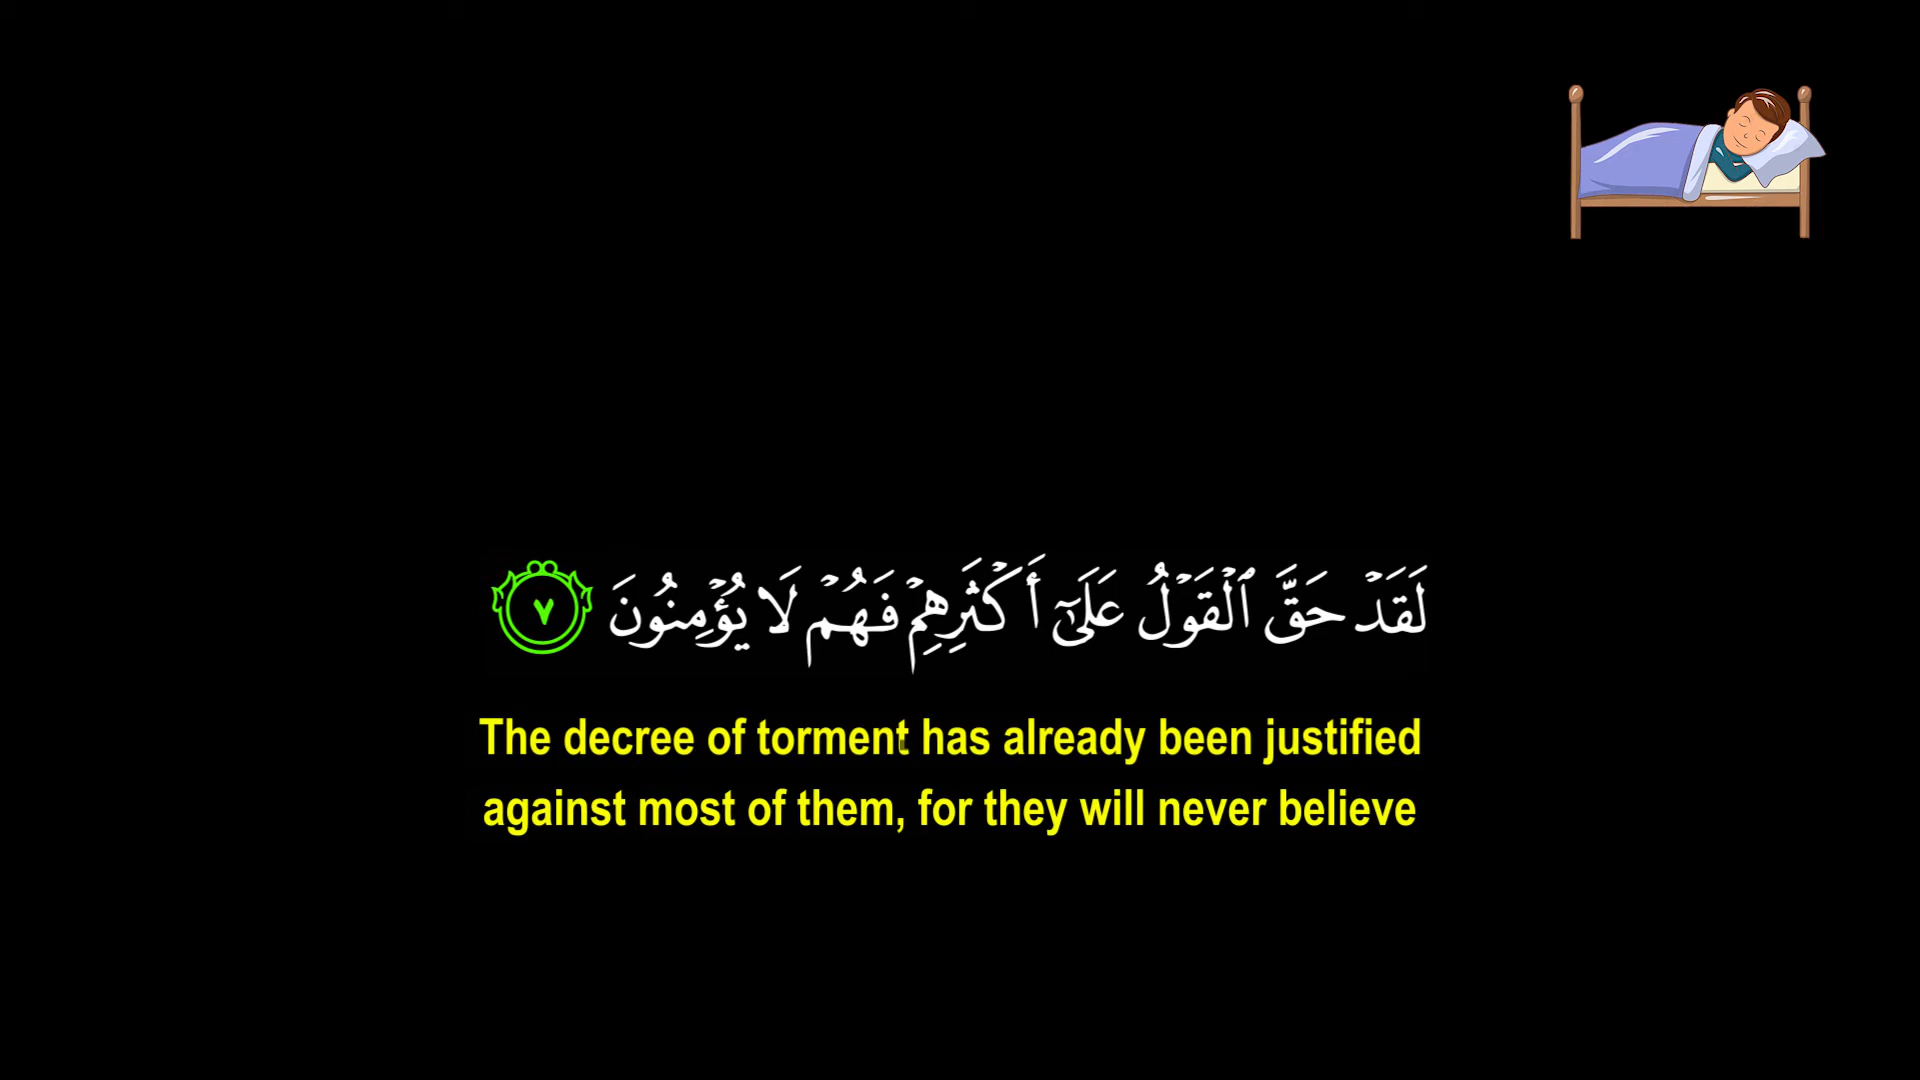 لَقَدۡ حَقَّ ٱلۡقَوۡلُ عَلَىٰٓ أَكۡثَرِهِمۡ فَهُمۡ لَا يُؤۡمِنُونَ ٧
The decree of torment has already been justified
against most of them, for they will never believe